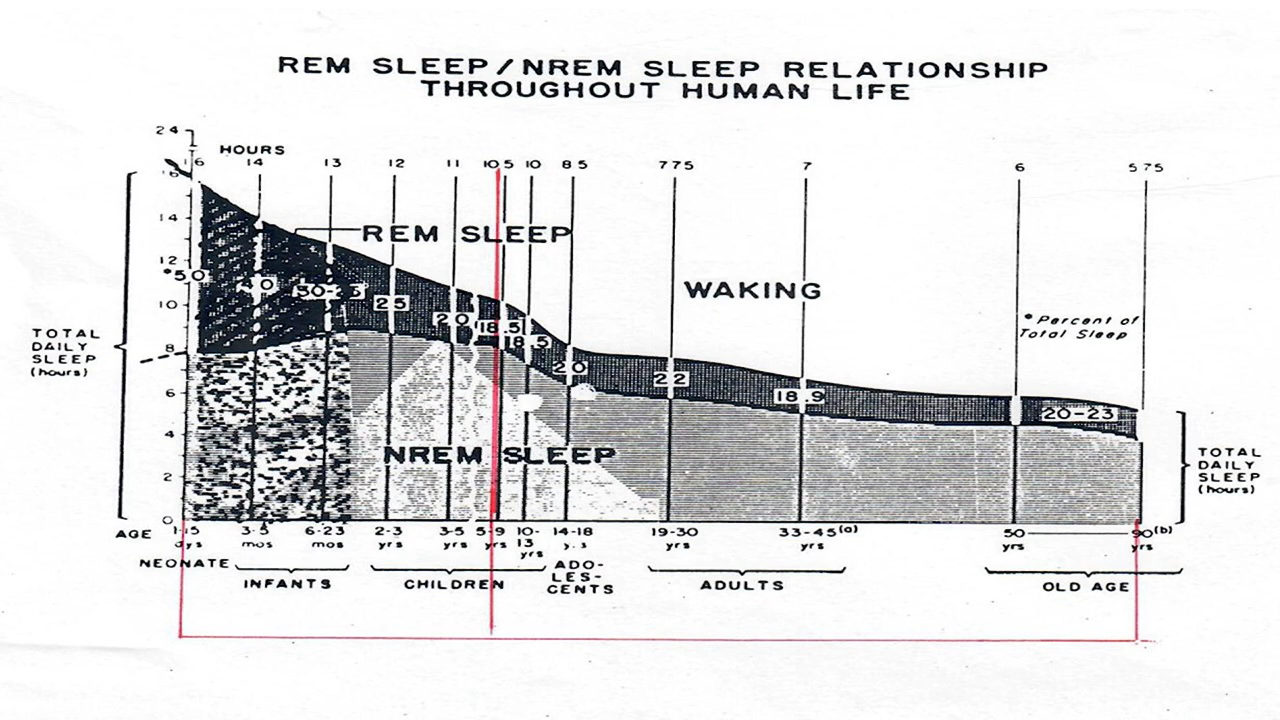 REM SLEEP/NREM SLEEP RELATIONSHIP
THROUGHOUT HUMAN LIFE
24
HOURS
16 14 13 12 11 10 5 10 8 5 7 75 7 6 5 75
16
14
12
10
8
6
4
2
0
REM SLEEP
WAKING
*50
40
30-25
25
20
18.5
18.5
20
22
18.9
20-23
* Percent of
Total Sleep
NREM SLEEP
TOTAL
DAILY
SLEEP
(hours)
TOTAL
DAILY
SLEEP
(hours)
AGE
1-15
dys
3-5
mos
6-23
mos
2-3
yrs
3-5
yrs
5-9
yrs
10-
13
yrs
14-18
19-30
yrs
33-45(a)
yrs
50
yrs
90(b)
yrs
NEONATE
INFANTS
CHILDREN
ADO-
LES-
CENTS
ADULTS
OLD AGE